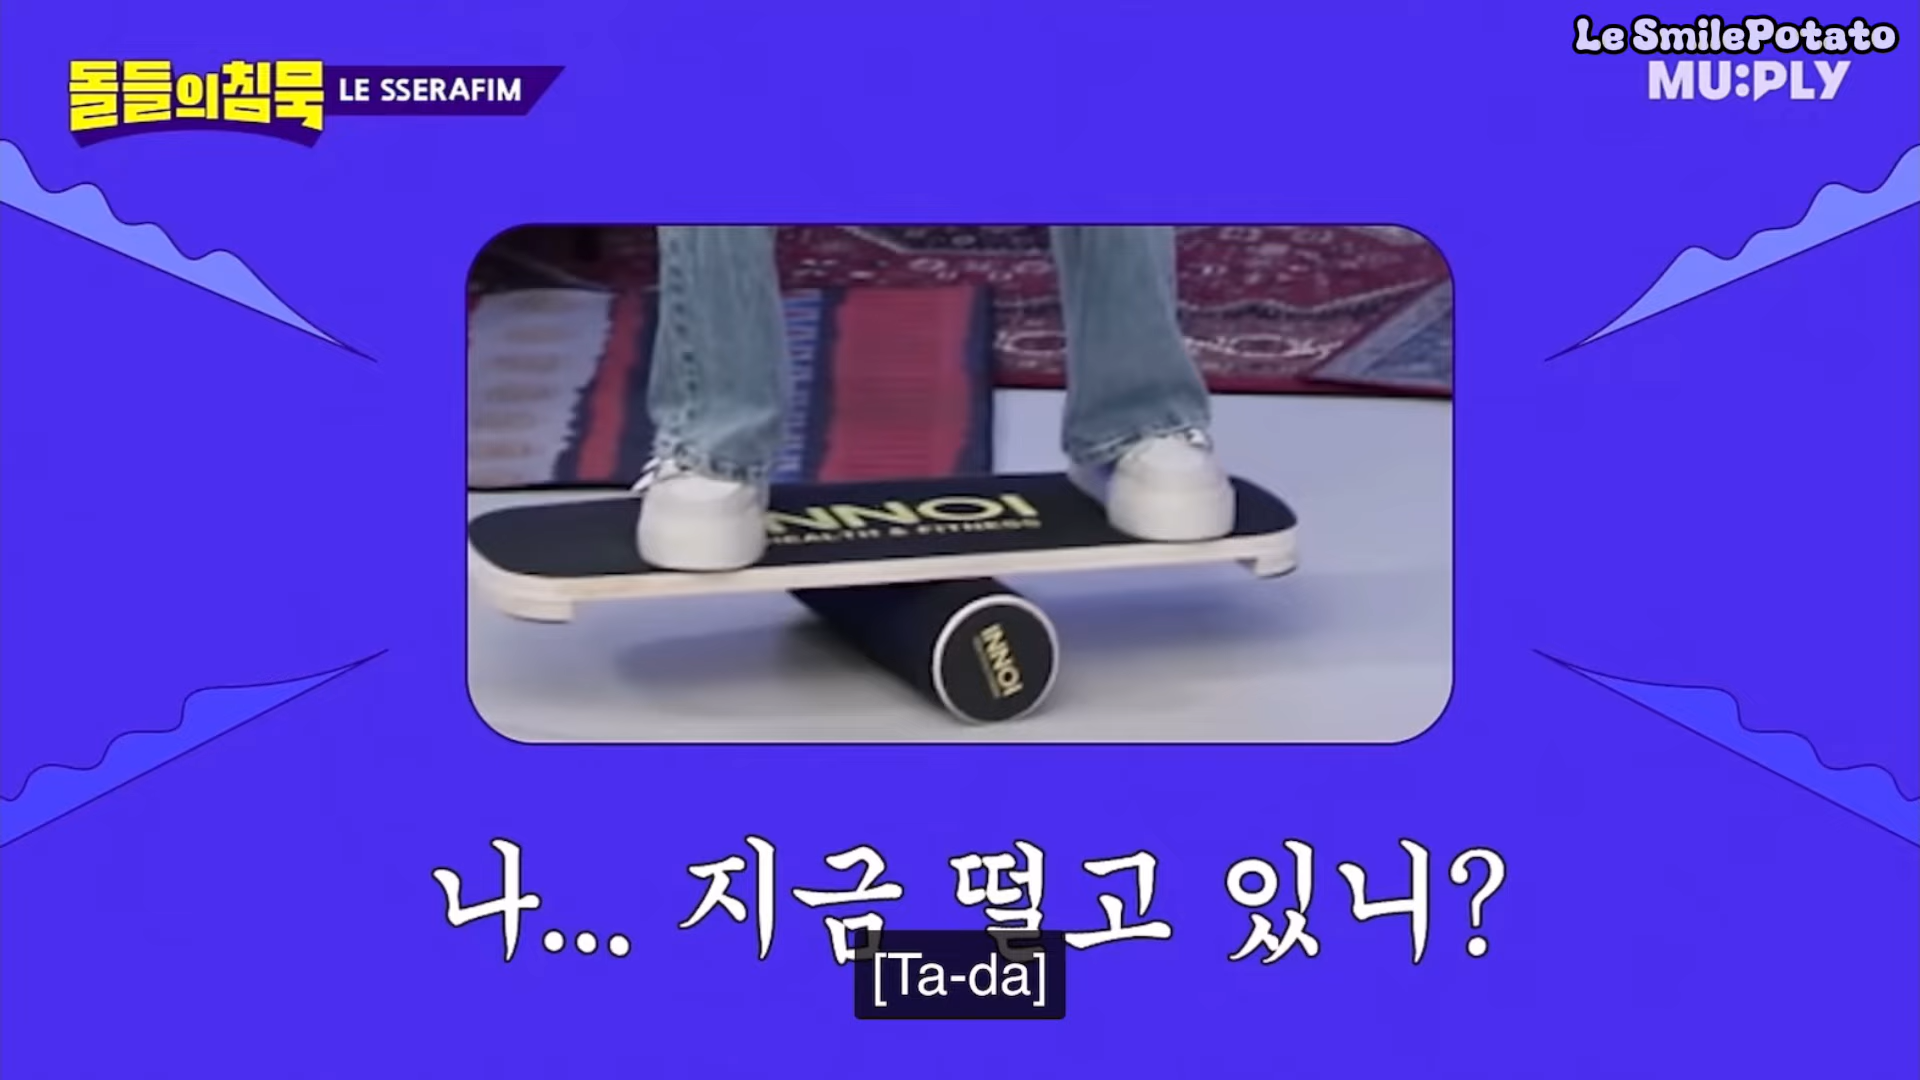 Le SmilePotato
돌들의침묵 LE SSERAFIM
MU:PLY
INNOI
HEALTH & FITNESS
INNOI
나... 지금 떨고 있니?
[Ta-da]